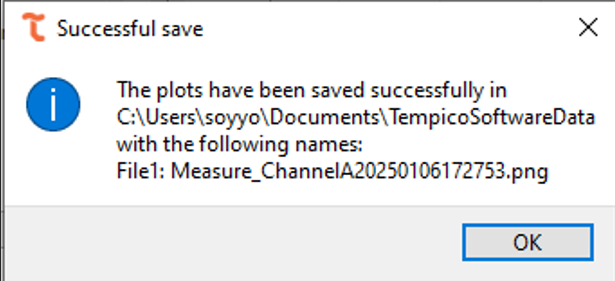 Successful save
The plots have been saved successfully in
C:\Users\soyyo\Documents\TempicoSoftwareData
with the following names:
File1: Measure_ChannelA20250106172753.png
OK